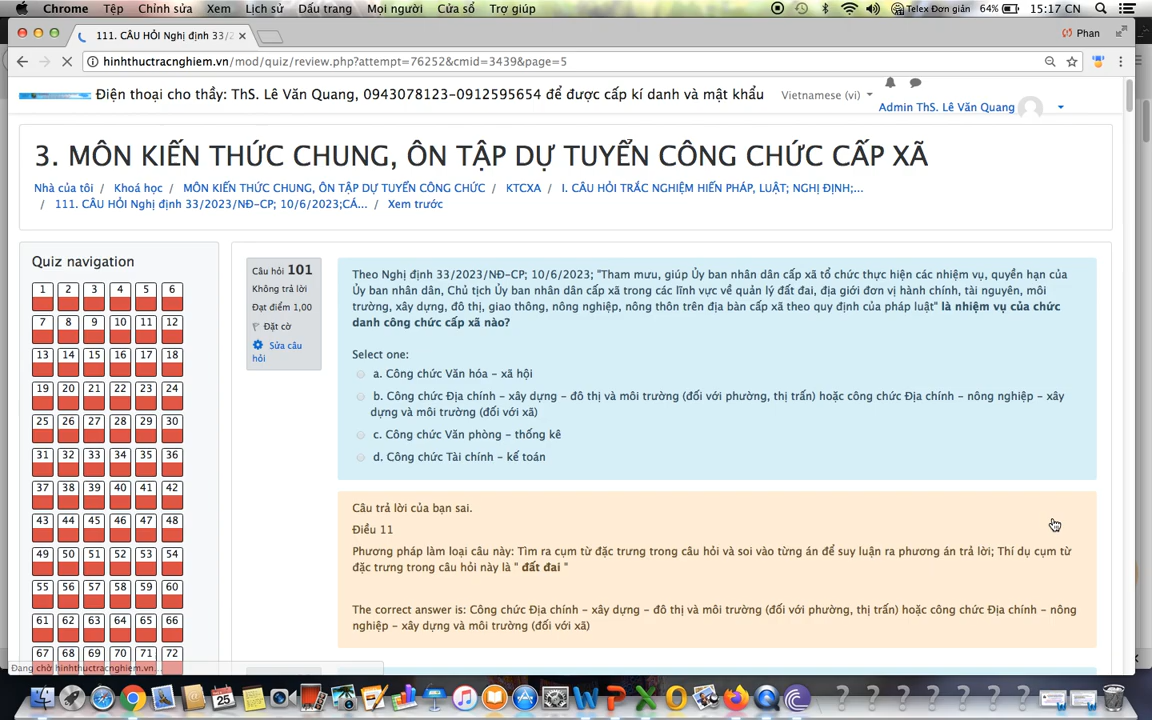 Chrome Tệp Chỉnh sửa Xem Lịch sử Dấu trang Mọi người Cửa sổ Trợ giúp Telex Đơn giản 64% 15:17 CN
111. CÂU HỎI Nghị định 33/2 Phan
hinhthuctracnghiem.vn/mod/quiz/review.php?attempt=76252&cmid=3439&page=5
Điện thoại cho thầy: ThS. Lê Văn Quang, 0943078123-0912595654 để được cấp kí danh và mật khẩu Vietnamese (vi)
Admin ThS. Lê Văn Quang
3. MÔN KIẾN THỨC CHUNG, ÔN TẬP DỰ TUYỂN CÔNG CHỨC CẤP XÃ
Nhà của tôi / Khoá học / MÔN KIẾN THỨC CHUNG, ÔN TẬP DỰ TUYỂN CÔNG CHỨC / KTCXA / I. CÂU HỎI TRẮC NGHIỆM HIẾN PHÁP, LUẬT; NGHỊ ĐỊNH;...
/ 111. CÂU HỎI Nghị định 33/2023/NĐ-CP; 10/6/2023;CÁ... / Xem trước
Quiz navigation
1 2 3 4 5 6
7 8 9 10 11 12
13 14 15 16 17 18
19 20 21 22 23 24
25 26 27 28 29 30
31 32 33 34 35 36
37 38 39 40 41 42
43 44 45 46 47 48
49 50 51 52 53 54
55 56 57 58 59 60
61 62 63 64 65 66
67 68 69 70 71 72
Câu hỏi 101
Không trả lời
Đạt điểm 1,00
Đặt cờ
Sửa câu
hỏi
Theo Nghị định 33/2023/NĐ-CP; 10/6/2023; "Tham mưu, giúp Ủy ban nhân dân cấp xã tổ chức thực hiện các nhiệm vụ, quyền hạn của
Ủy ban nhân dân, Chủ tịch Ủy ban nhân dân cấp xã trong các lĩnh vực về quản lý đất đai, địa giới đơn vị hành chính, tài nguyên, môi
trường, xây dựng, đô thị, giao thông, nông nghiệp, nông thôn trên địa bàn cấp xã theo quy định của pháp luật" là nhiệm vụ của chức
danh công chức cấp xã nào?
Select one:
a. Công chức Văn hóa – xã hội
b. Công chức Địa chính – xây dựng – đô thị và môi trường (đối với phường, thị trấn) hoặc công chức Địa chính – nông nghiệp – xây
dựng và môi trường (đối với xã)
c. Công chức Văn phòng – thống kê
d. Công chức Tài chính – kế toán
Câu trả lời của bạn sai.
Điều 11
Phương pháp làm loại câu này: Tìm ra cụm từ đặc trưng trong câu hỏi và soi vào từng án để suy luận ra phương án trả lời; Thí dụ cụm từ
đặc trưng trong câu hỏi này là " đất đai "
The correct answer is: Công chức Địa chính – xây dựng – đô thị và môi trường (đối với phường, thị trấn) hoặc công chức Địa chính – nông
nghiệp – xây dựng và môi trường (đối với xã)
Đang chờ hinhthuctracnghiem.vn...